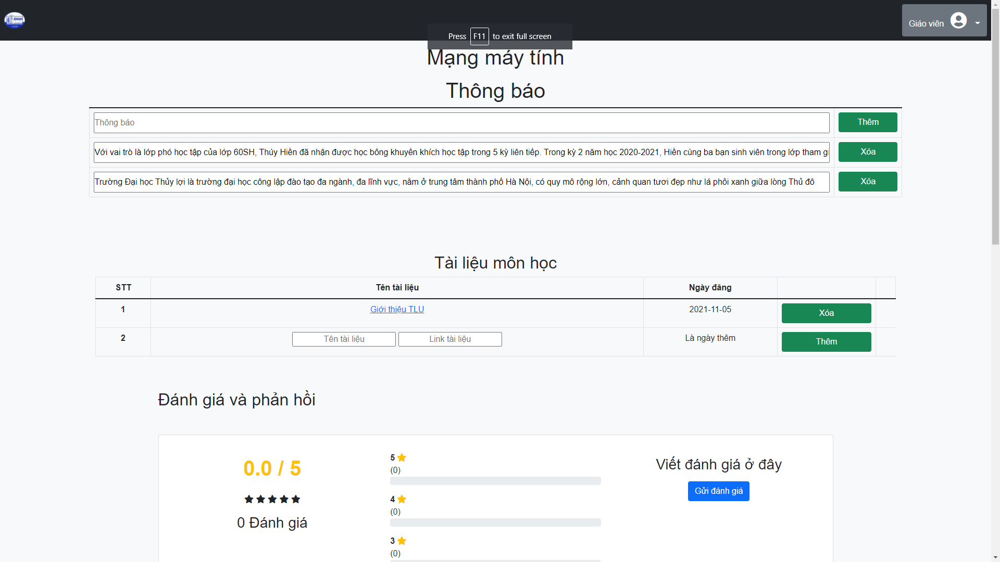 Giáo viên
Press F11 to exit full screen
Mạng máy tính
Thông báo
Thông báo Thêm
Với vai trò là lớp phó học tập của lớp 60SH, Thúy Hiền đã nhận được học bổng khuyến khích học tập trong 5 kỳ liên tiếp. Trong kỳ 2 năm học 2020-2021, Hiền cùng ba bạn sinh viên trong lớp tham gi Xóa
Trường Đại học Thủy lợi là trường đại học công lập đào tạo đa ngành, đa lĩnh vực, nằm ở trung tâm thành phố Hà Nội, có quy mô rộng lớn, cảnh quan tươi đẹp như lá phổi xanh giữa lòng Thủ đô Xóa
Tài liệu môn học
STT Tên tài liệu Ngày đăng
1 Giới thiệu TLU 2021-11-05 Xóa
2 Tên tài liệu Link tài liệu Là ngày thêm Thêm
Đánh giá và phản hồi
0.0 / 5
0 Đánh giá
5
(0)
4
(0)
3
(0)
Viết đánh giá ở đây
Gửi đánh giá